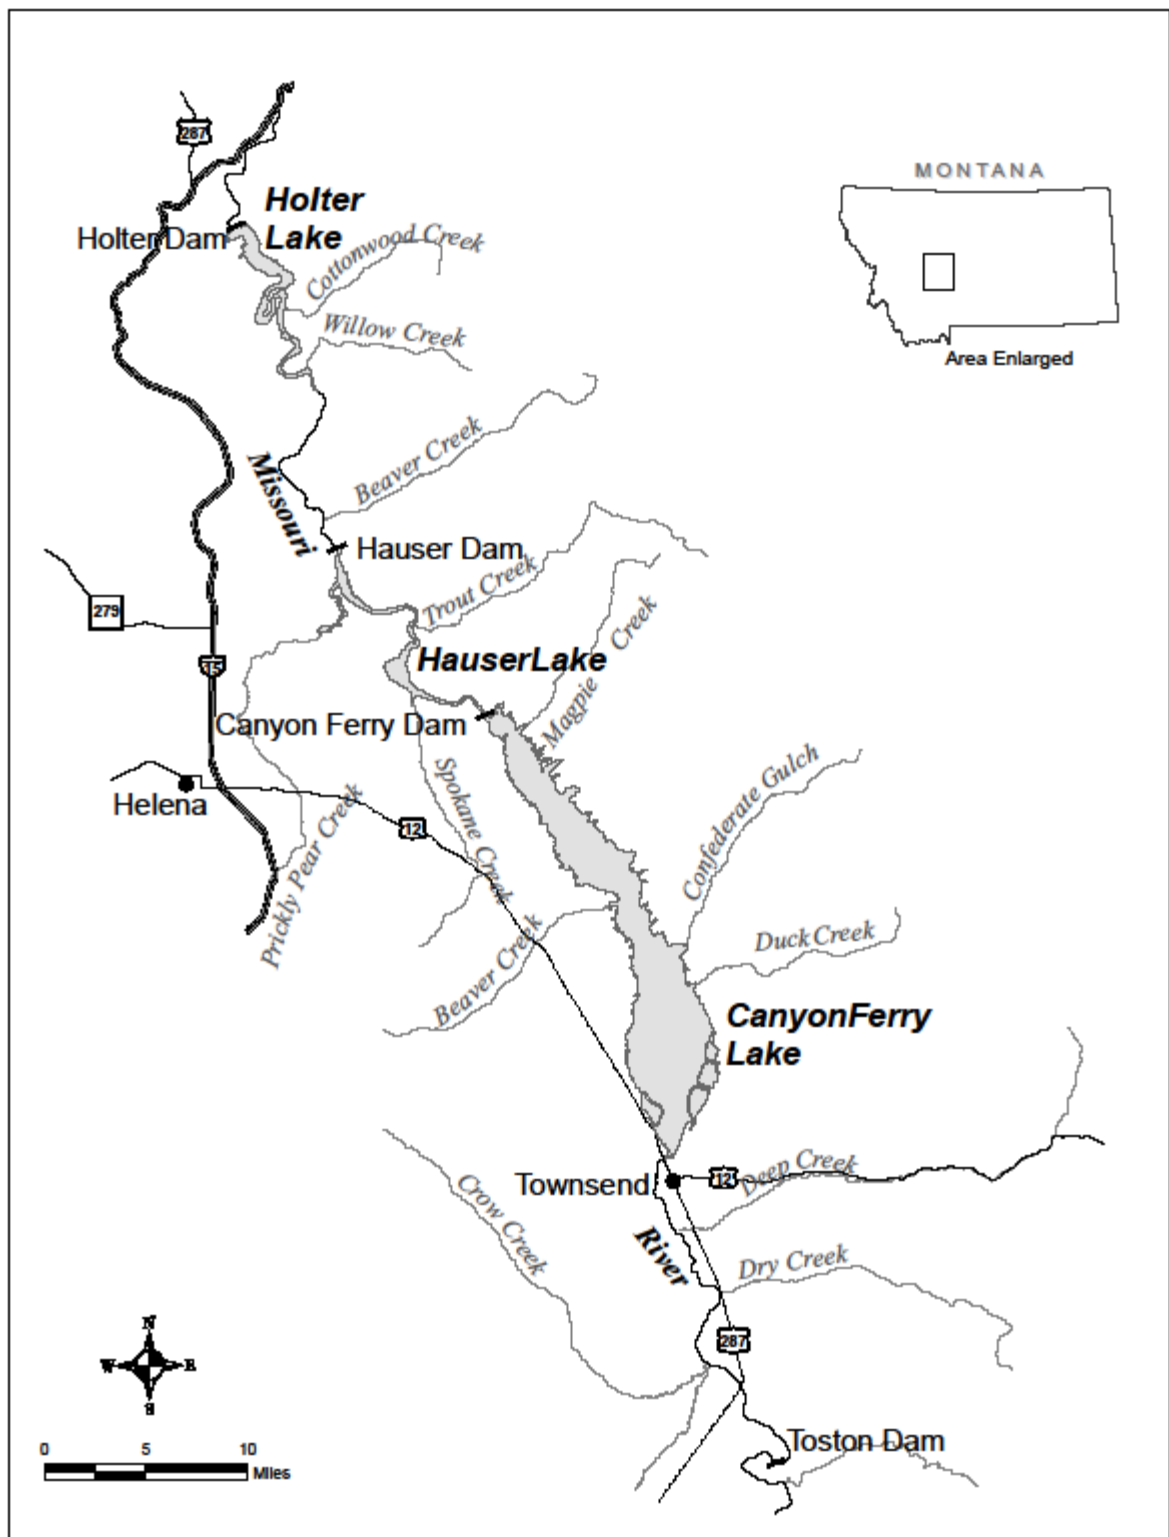 287
MONTANA
Holter
Lake
Holter Dam
Cottonwood Creek
Willow Creek
Area Enlarged
Beaver Creek
Missouri
Hauser Dam
Trout Creek
279
Magpie Creek
15
HauserLake
Canyon Ferry Dam
Spokane Creek
Confederate Gulch
Helena
12
Prickly Pear Creek
Beaver Creek
Duck Creek
CanyonFerry
Lake
Townsend
12
Deep Creek
Crow Creek
River
Dry Creek
287
N
W
E
S
0 5 10
Miles
Toston Dam